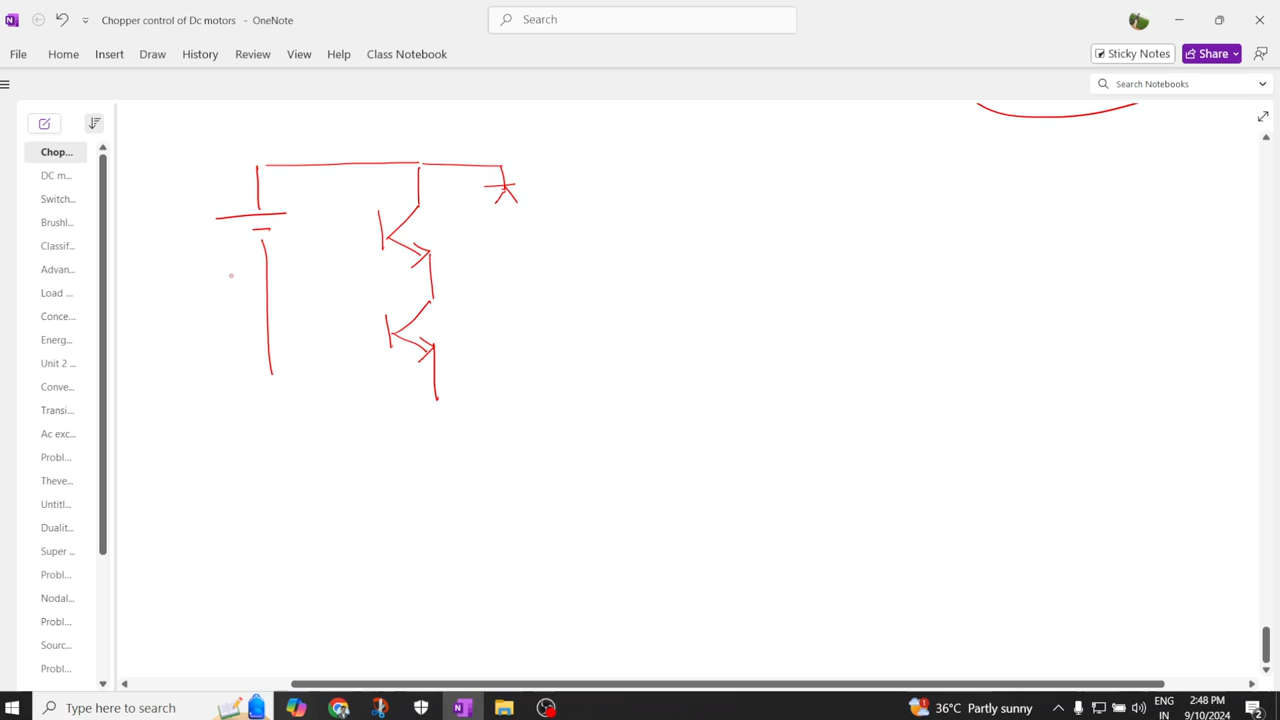 Chopper control of Dc motors - OneNote
Search
File Home Insert Draw History Review View Help Class Notebook
Sticky Notes
Share
Search Notebooks
Chop...
DC m...
Switch...
Brushl...
Classif...
Advan...
Load ...
Conce...
Energ...
Unit 2 ...
Conve...
Transi...
Ac exc...
Probl...
Theve...
Untitl...
Dualit...
Super ...
Probl...
Nodal...
Probl...
Sourc...
Probl...
Type here to search
36°C Partly sunny
ENG
IN
2:48 PM
9/10/2024
2